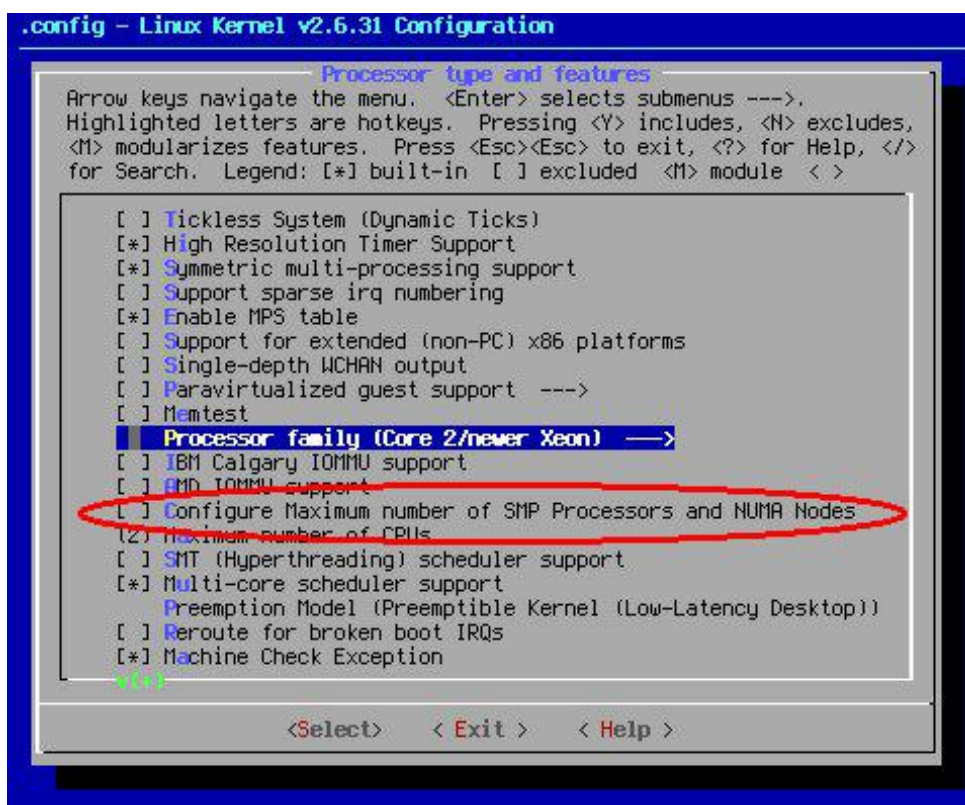 .config - Linux Kernel v2.6.31 Configuration
Processor type and features
Arrow keys navigate the menu.  <Enter> selects submenus --->.
Highlighted letters are hotkeys.  Pressing <Y> includes, <N> excludes,
<M> modularizes features.  Press <Esc><Esc> to exit, <?> for Help, </>
for Search.  Legend: [*] built-in  [ ] excluded  <M> module  < >
[ ] Tickless System (Dynamic Ticks)
[*] High Resolution Timer Support
[*] Symmetric multi-processing support
[ ] Support sparse irq numbering
[*] Enable MPS table
[ ] Support for extended (non-PC) x86 platforms
[ ] Single-depth WCHAN output
[ ] Paravirtualized guest support  --->
[ ] Memtest
Processor family (Core 2/newer Xeon)  --->
[ ] IBM Calgary IOMMU support
[ ] AMD IOMMU support
[ ] Configure Maximum number of SMP Processors and NUMA Nodes
(2) Maximum number of CPUs
[ ] SMT (Hyperthreading) scheduler support
[*] Multi-core scheduler support
Preemption Model (Preemptible Kernel (Low-Latency Desktop))
[ ] Reroute for broken boot IRQs
[*] Machine Check Exception
v(+)
<Select>    < Exit >    < Help >